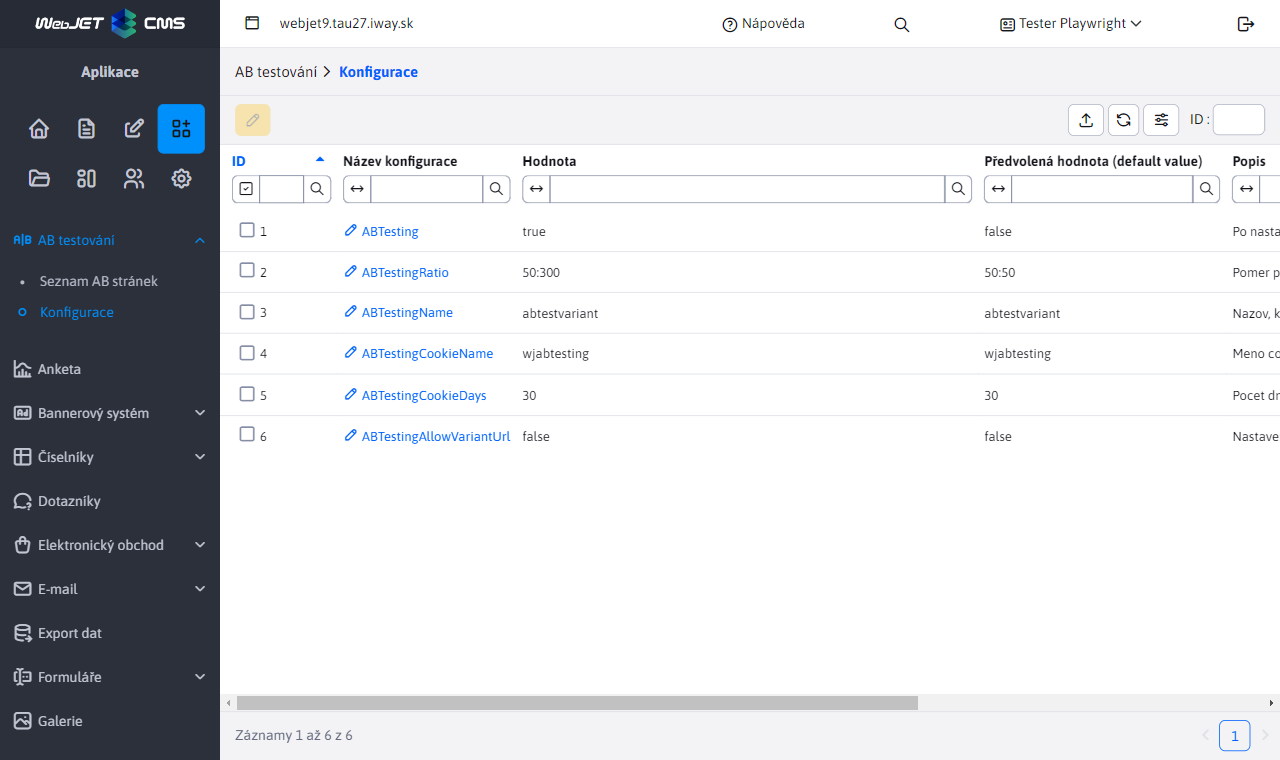 WebJET CMS
webjet9.tau27.iway.sk
Nápověda
Tester Playwright
Aplikace
AB testování
Konfigurace
ID :
AB testování
Seznam AB stránek
Konfigurace
Anketa
Bannerový systém
Číselníky
Dotazníky
Elektronický obchod
E-mail
Export dat
Formuláře
Galerie
ID Název konfigurace Hodnota Předvolená hodnota (default value) Popis
1 ABTesting true false Po nasta
2 ABTestingRatio 50:300 50:50 Pomer p
3 ABTestingName abtestvariant abtestvariant Nazov, k
4 ABTestingCookieName wjabtesting wjabtesting Meno co
5 ABTestingCookieDays 30 30 Pocet dr
6 ABTestingAllowVariantUrl false false Nastave
Záznamy 1 až 6 z 6
1